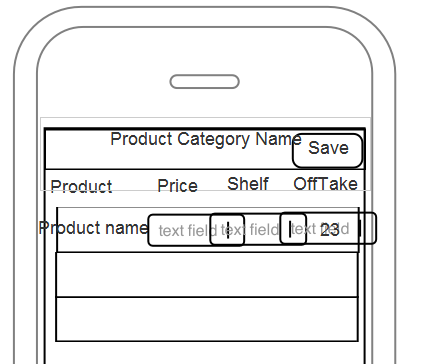 Product Category Name
Save
Product Price Shelf OffTake
Product name text field text field text field 23